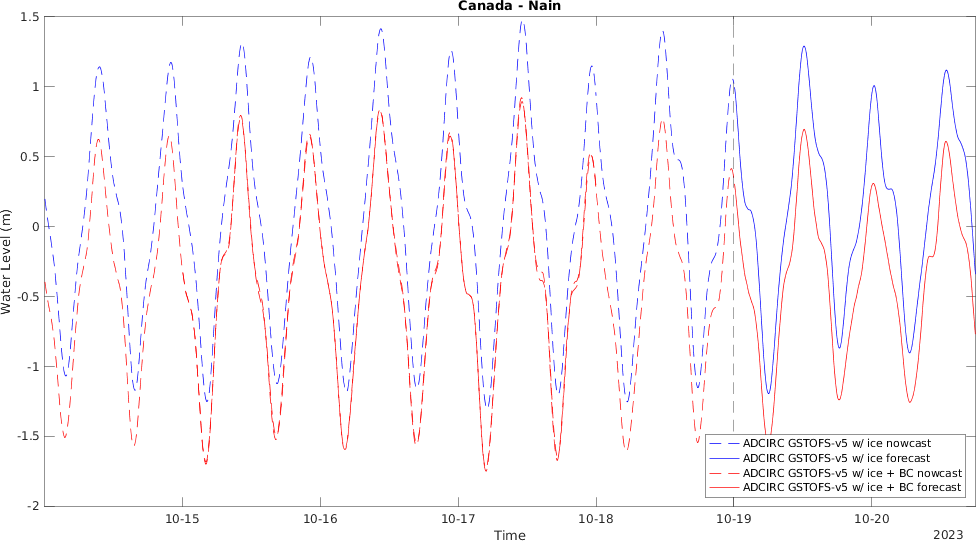 Canada - Nain
1.5
1
0.5
0
-0.5
-1
-1.5
-2
Water Level (m)
10-15
10-16
10-17
10-18
10-19
10-20
Time
2023
ADCIRC GSTOFS-v5 w/ ice nowcast
ADCIRC GSTOFS-v5 w/ ice forecast
ADCIRC GSTOFS-v5 w/ ice + BC nowcast
ADCIRC GSTOFS-v5 w/ ice + BC forecast